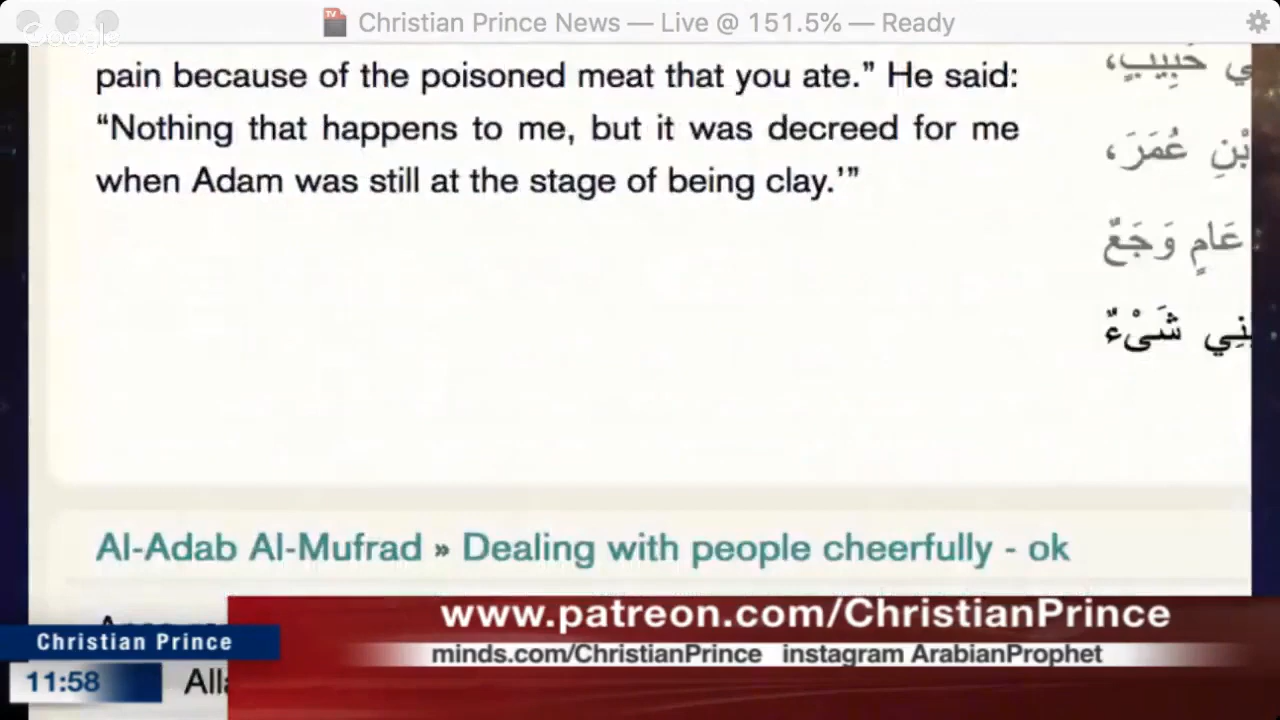 Christian Prince News — Live @ 151.5% — Ready
Google
pain because of the poisoned meat that you ate.” He said:
“Nothing that happens to me, but it was decreed for me
when Adam was still at the stage of being clay.’”
حَبِيبٍ،
بْنِ عُمَرَ،
عَامٍ وَجَعٌ
شَىْءٌ
Al-Adab Al-Mufrad » Dealing with people cheerfully - ok
www.patreon.com/ChristianPrince
Christian Prince
minds.com/ChristianPrince instagram ArabianProphet
11:58